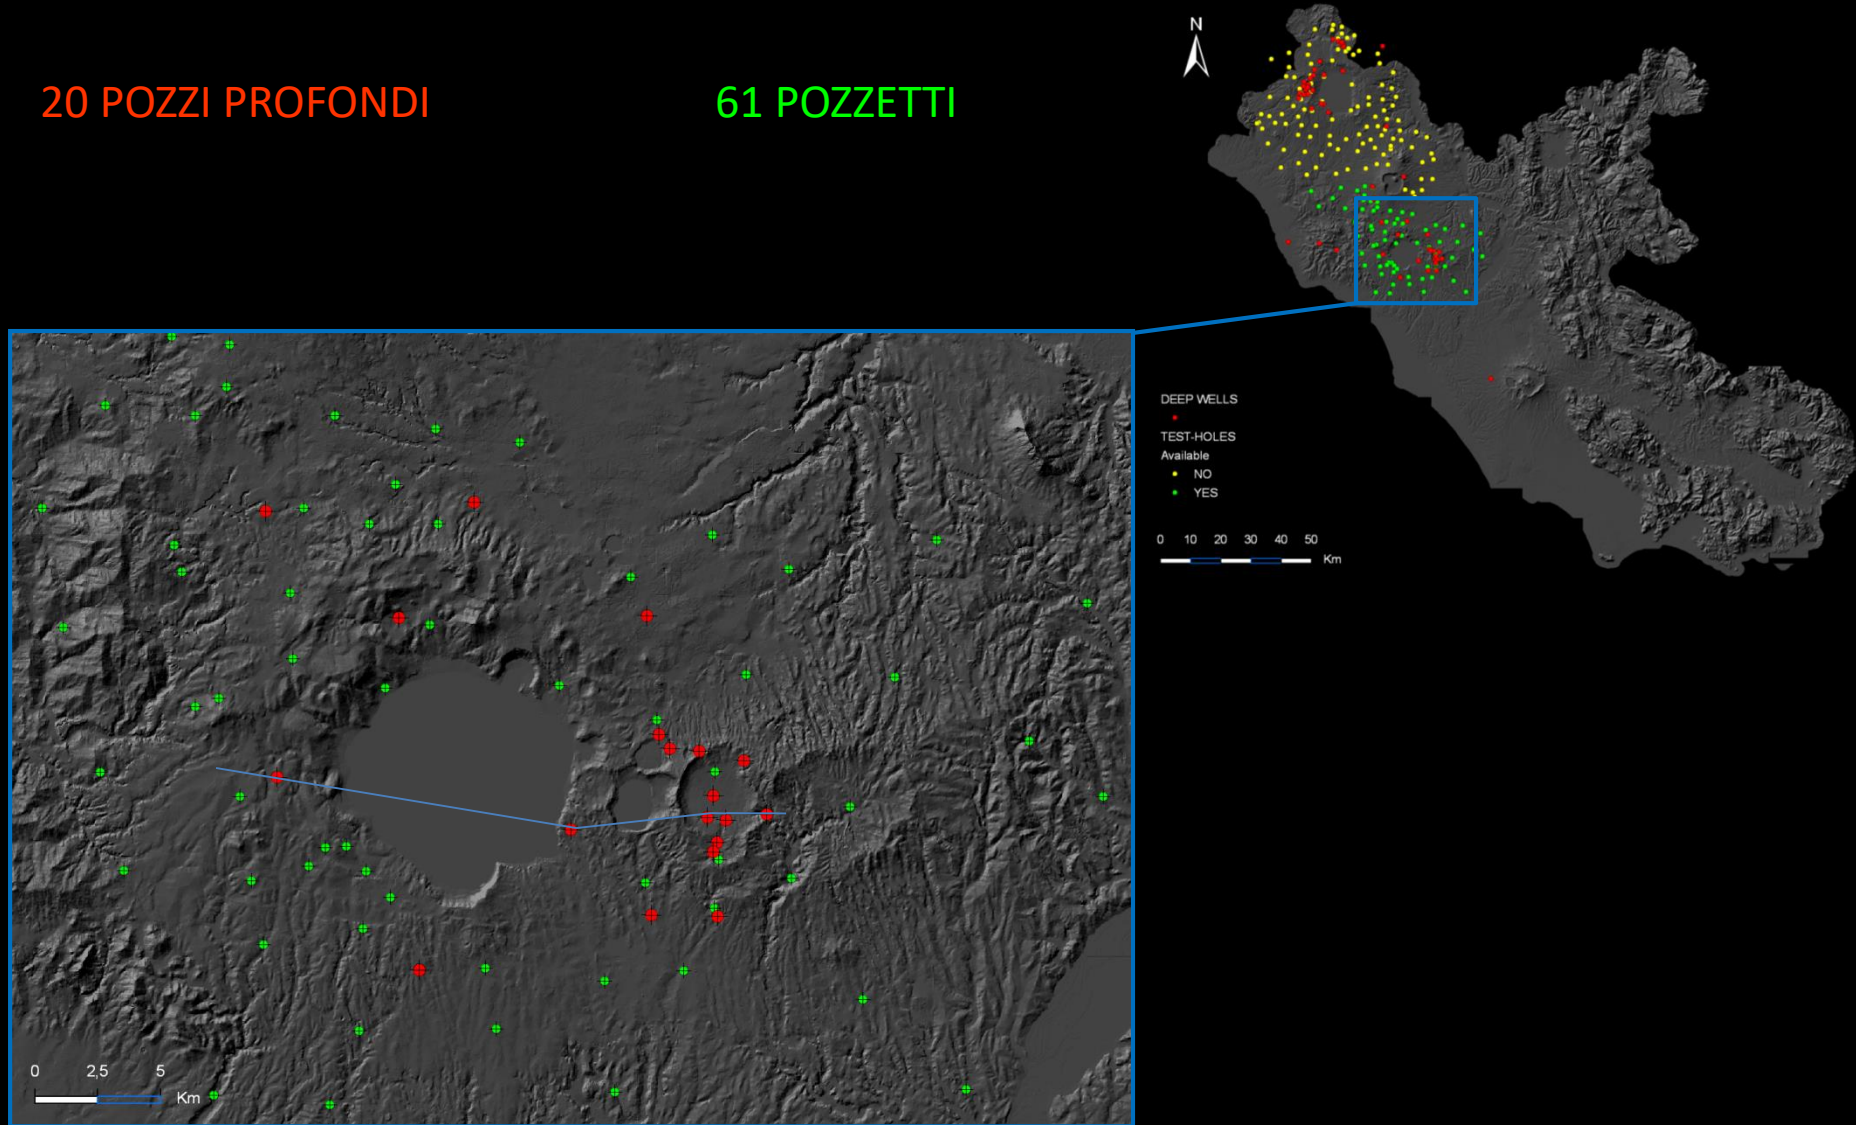 20 POZZI PROFONDI
61 POZZETTI
N
DEEP WELLS
TEST-HOLES
Available
NO
YES
0 10 20 30 40 50
Km
0 2,5 5
Km